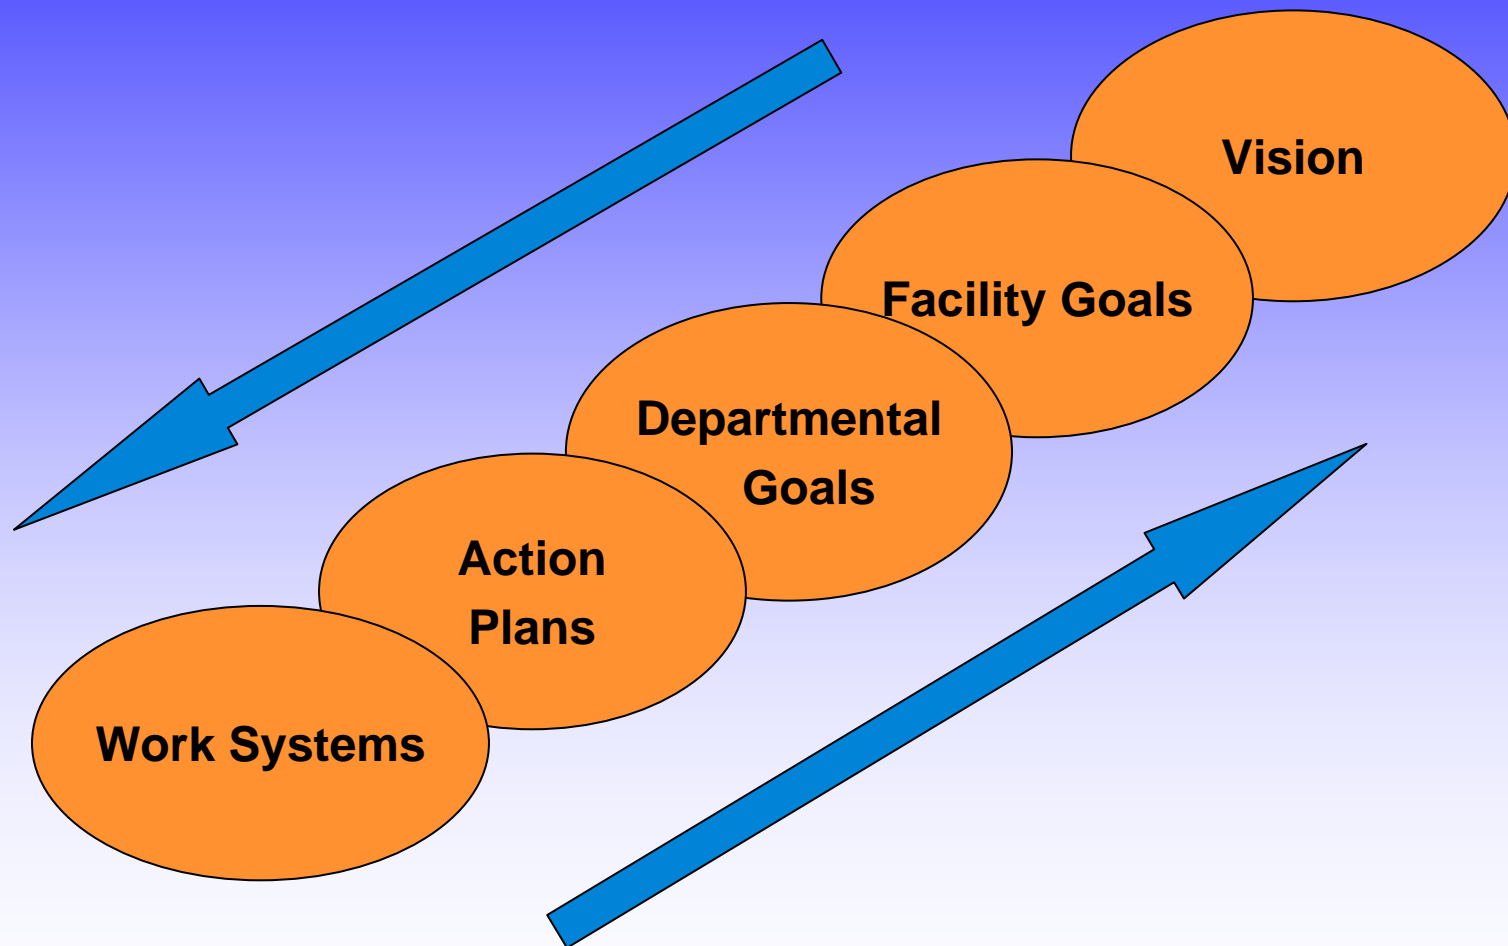 Vision
Facility Goals
Departmental
Goals
Action
Plans
Work Systems